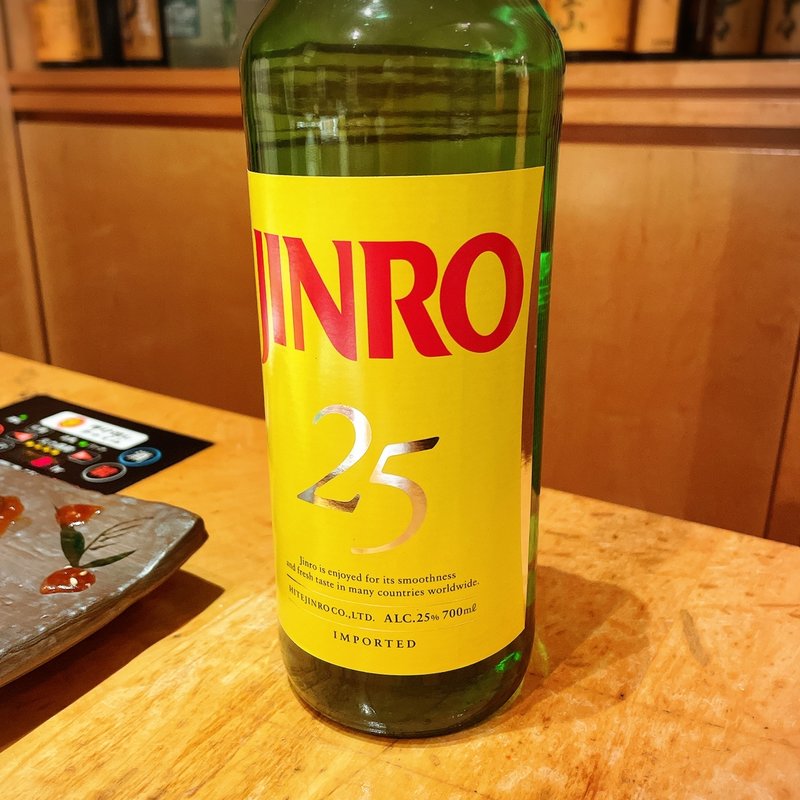 JINRO
25
Jinro is enjoyed for its smoothness
and fresh taste in many countries worldwide.
HITEJINRO CO., LTD. ALC.25% 700mℓ
IMPORTED